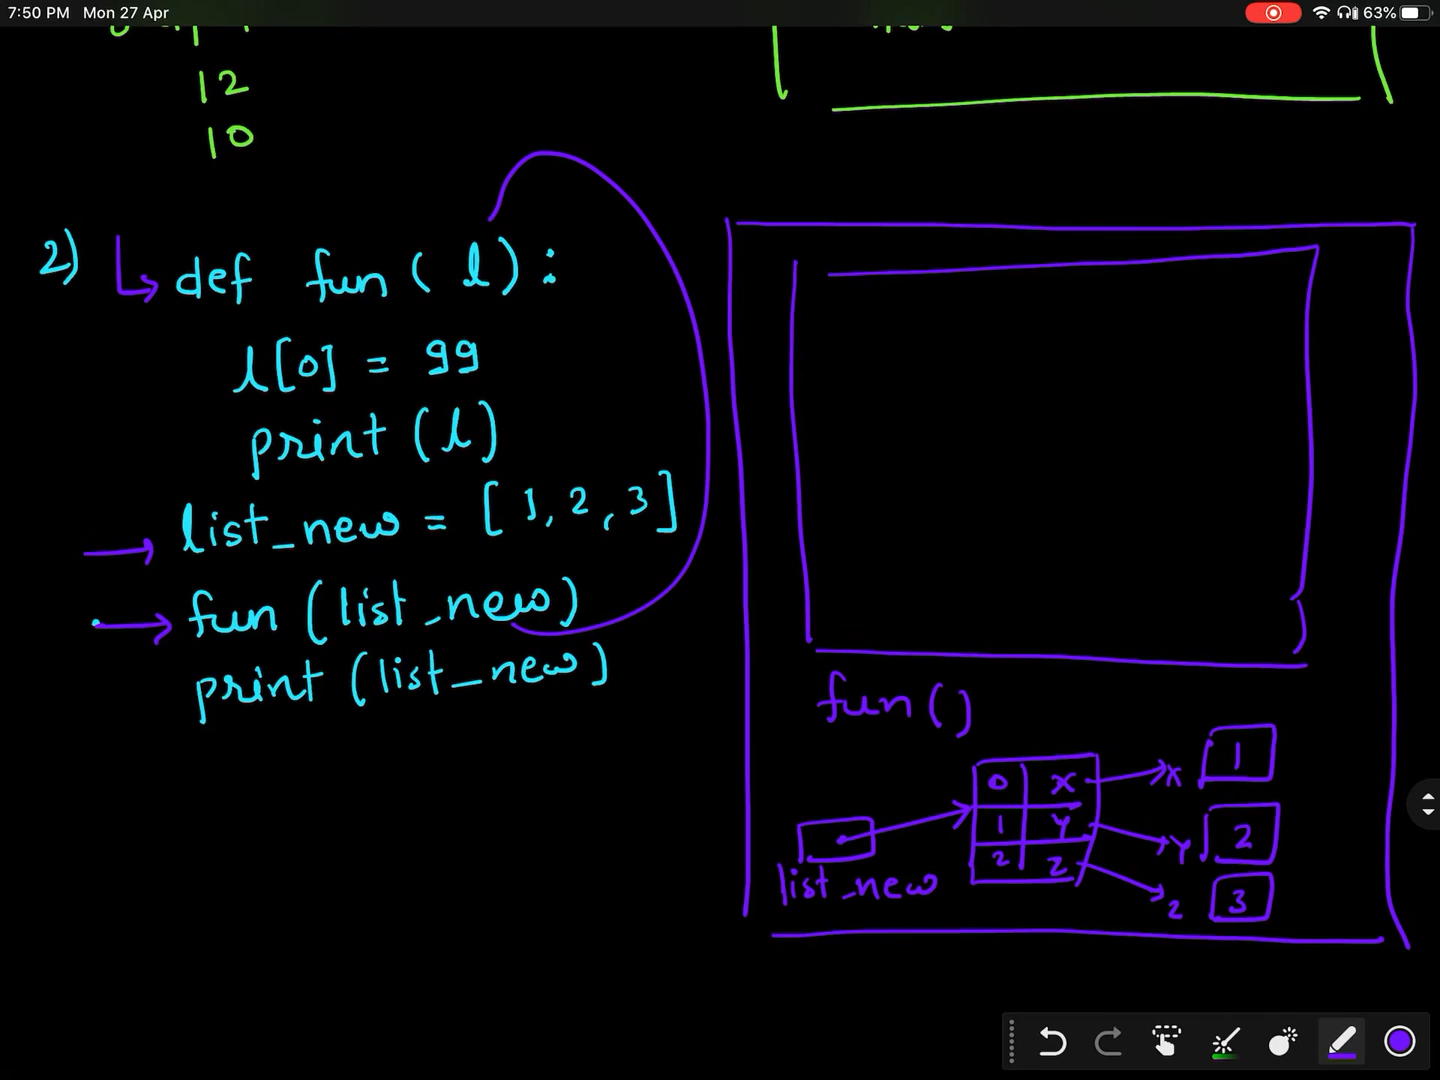 7:50 PM Mon 27 Apr
63%
12
10
2) def fun ( l ) :
l[0] = 99
print (l)
list_new = [ 1, 2, 3]
fun (list_new)
print (list_new)
fun()
0 X X 1
1 Y Y 2
2 Z Z 3
list_new